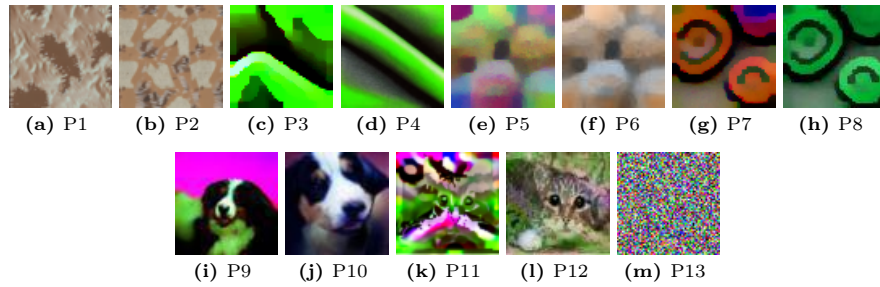 (a) P1 (b) P2 (c) P3 (d) P4 (e) P5 (f) P6 (g) P7 (h) P8
(i) P9 (j) P10 (k) P11 (l) P12 (m) P13